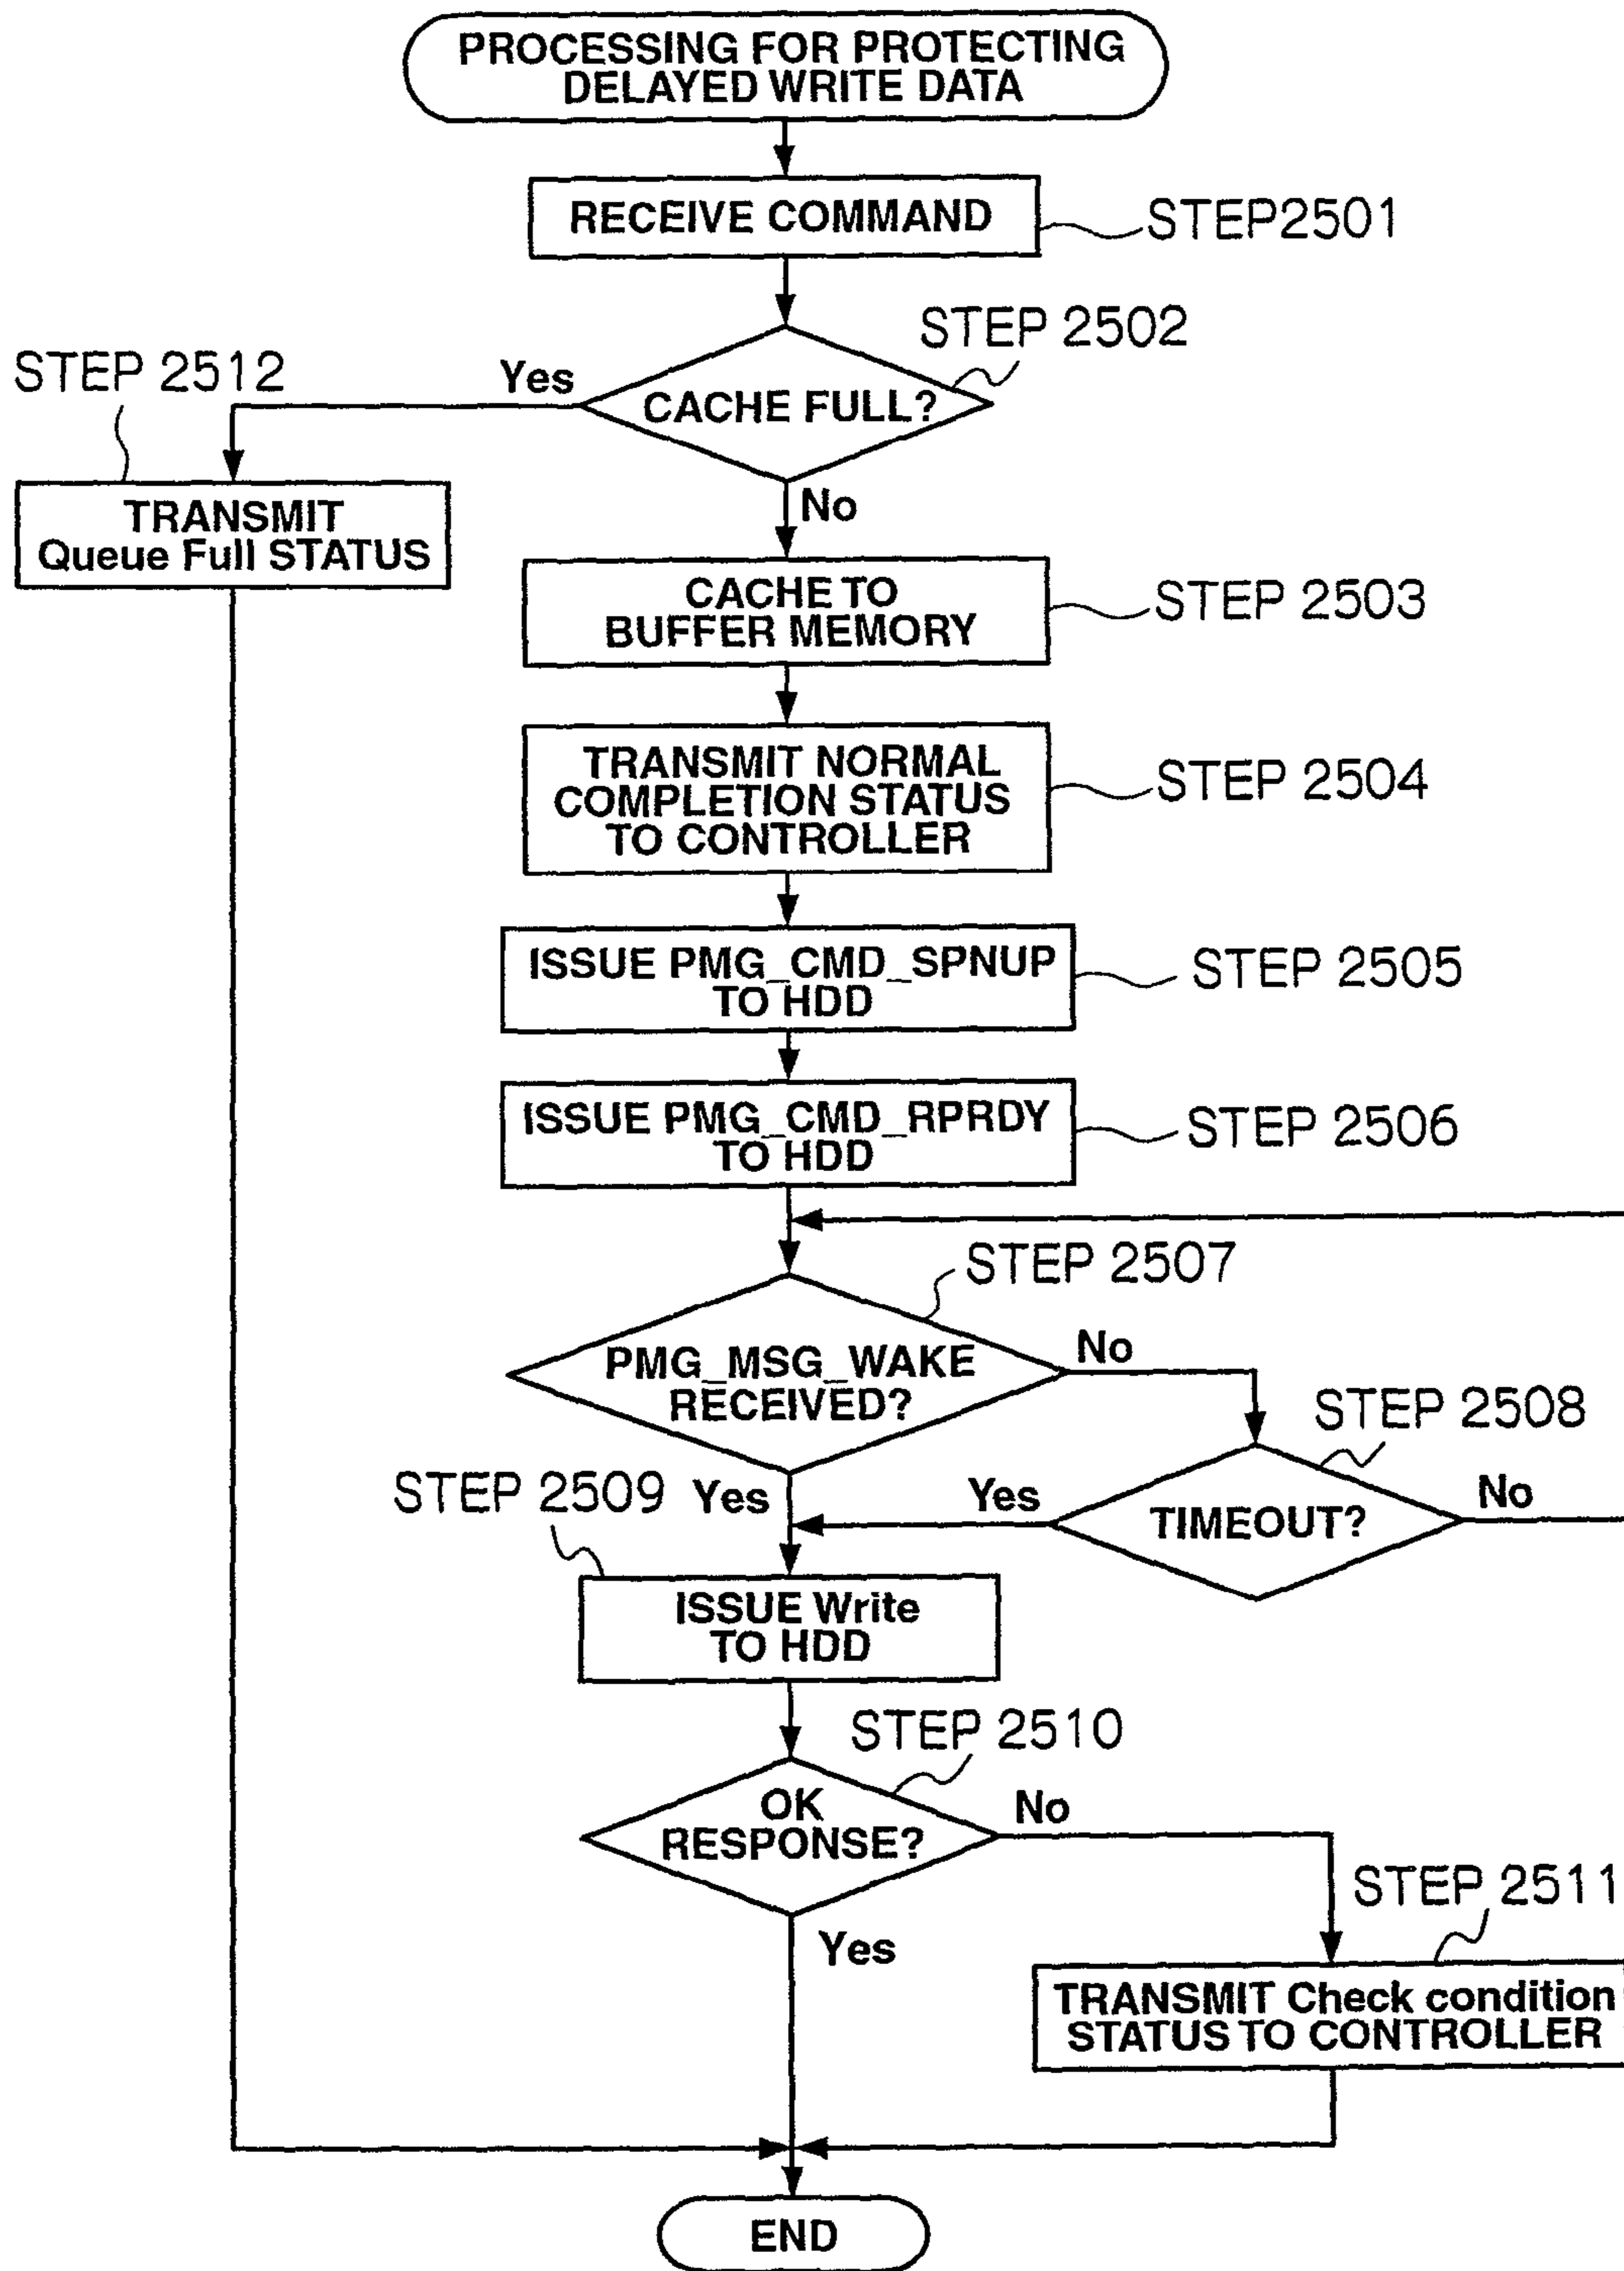 PROCESSING FOR PROTECTING
DELAYED WRITE DATA
RECEIVE COMMAND
STEP2501
STEP 2502
CACHE FULL?
Yes
STEP 2512
TRANSMIT
Queue Full STATUS
No
CACHE TO
BUFFER MEMORY
STEP 2503
TRANSMIT NORMAL
COMPLETION STATUS
TO CONTROLLER
STEP 2504
ISSUE PMG_CMD_SPNUP
TO HDD
STEP 2505
ISSUE PMG_CMD_RPRDY
TO HDD
STEP 2506
STEP 2507
PMG_MSG_WAKE
RECEIVED?
No
STEP 2508
TIMEOUT?
Yes
No
Yes
STEP 2509
ISSUE Write
TO HDD
STEP 2510
OK
RESPONSE?
No
STEP 2511
Yes
TRANSMIT Check condition
STATUS TO CONTROLLER
END